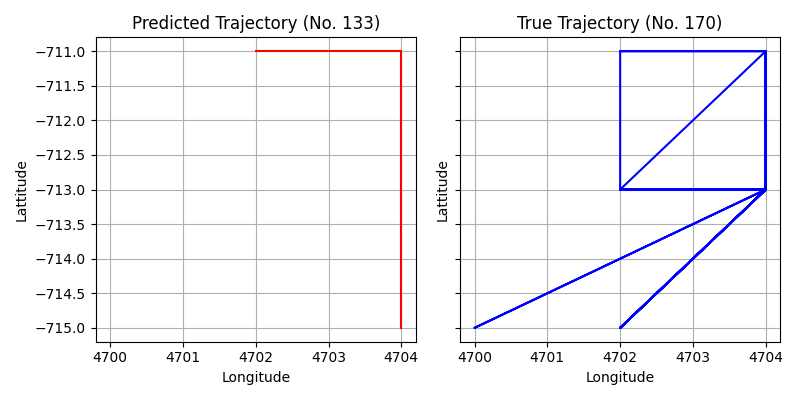 Predicted Trajectory (No. 133)
True Trajectory (No. 170)
−711.0
−711.5
−712.0
−712.5
−713.0
−713.5
−714.0
−714.5
−715.0
Lattitude
Lattitude
4700 4701 4702 4703 4704
4700 4701 4702 4703 4704
Longitude
Longitude